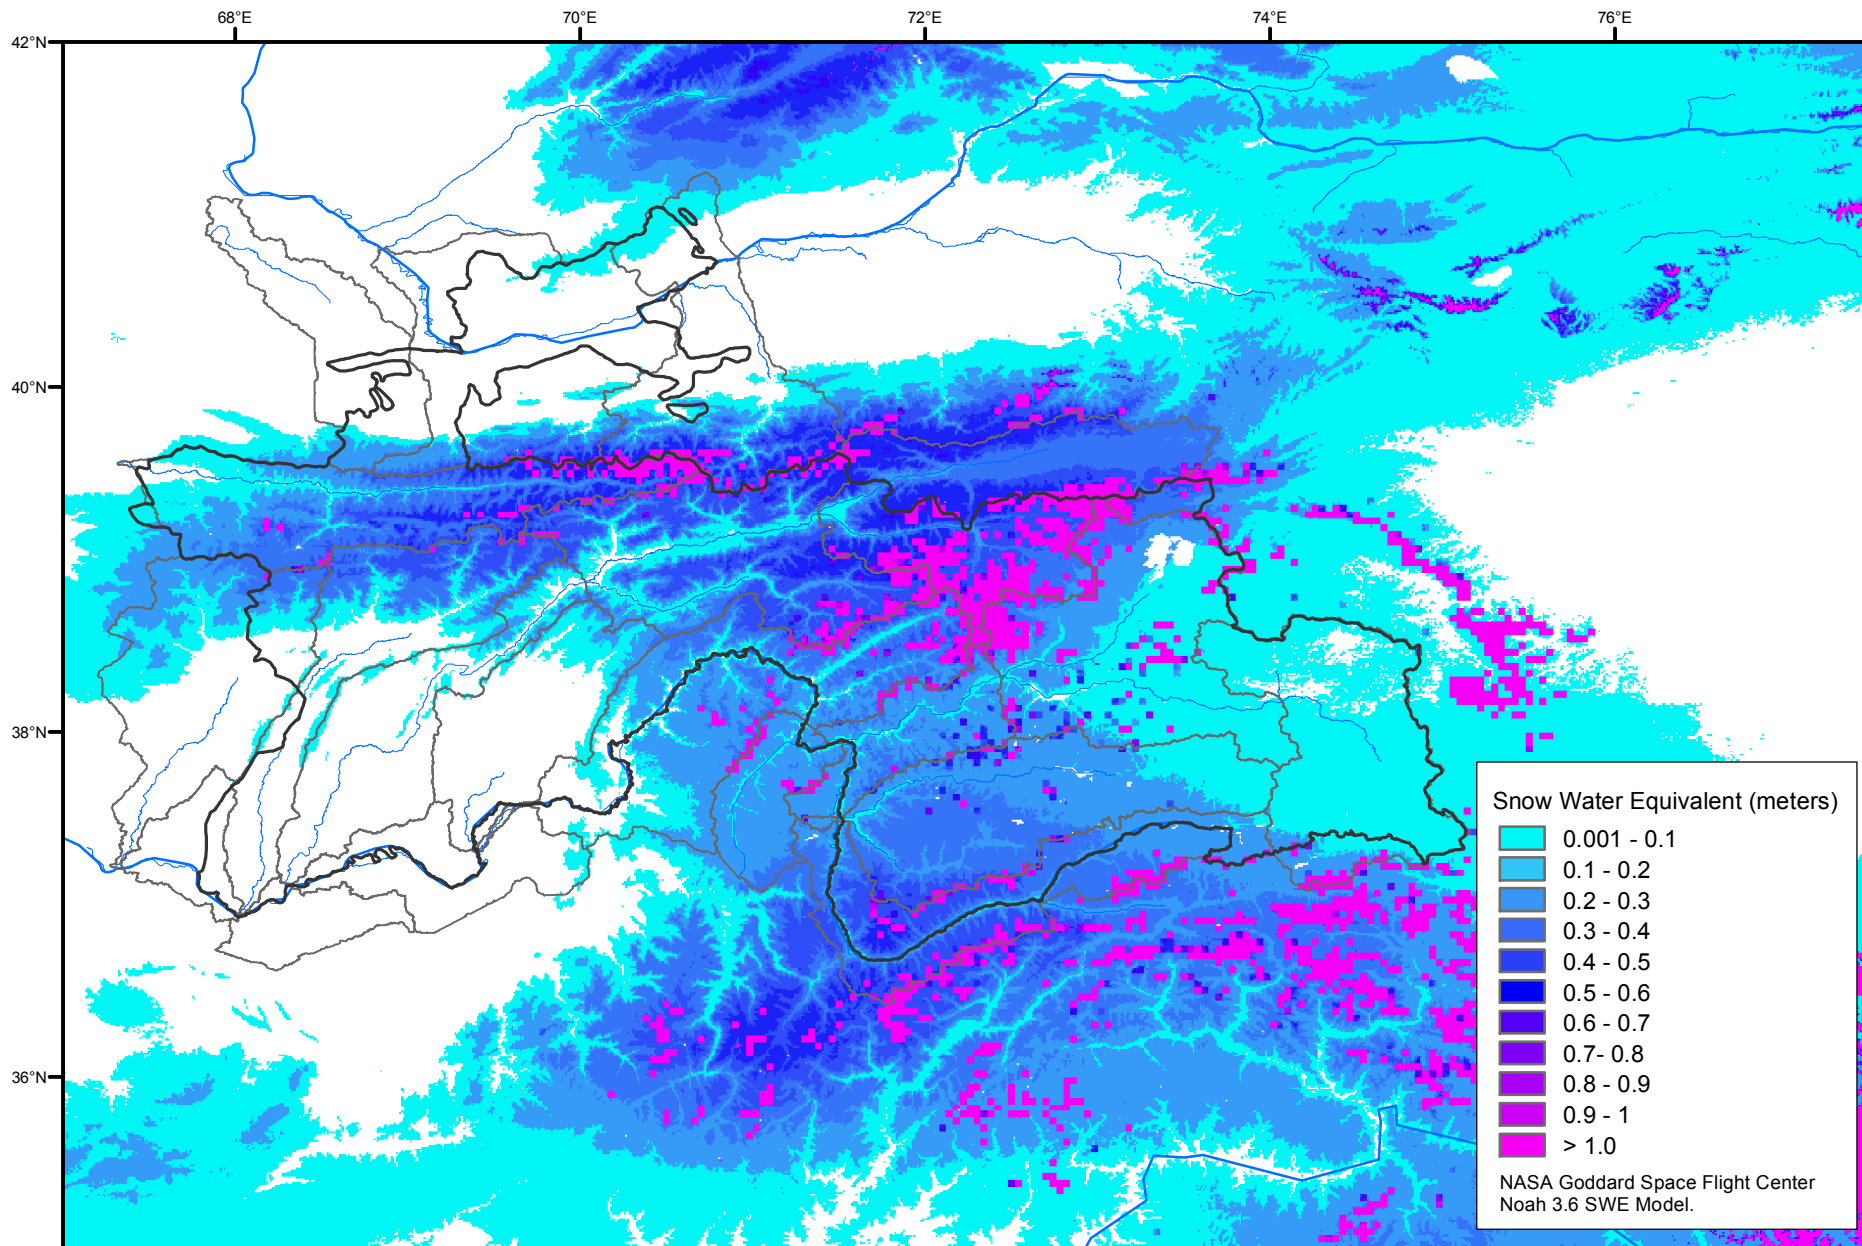 68°E 70°E 72°E 74°E 76°E
42°N
40°N
38°N
36°N
Snow Water Equivalent (meters)
0.001 - 0.1
0.1 - 0.2
0.2 - 0.3
0.3 - 0.4
0.4 - 0.5
0.5 - 0.6
0.6 - 0.7
0.7- 0.8
0.8 - 0.9
0.9 - 1
> 1.0
NASA Goddard Space Flight Center
Noah 3.6 SWE Model.